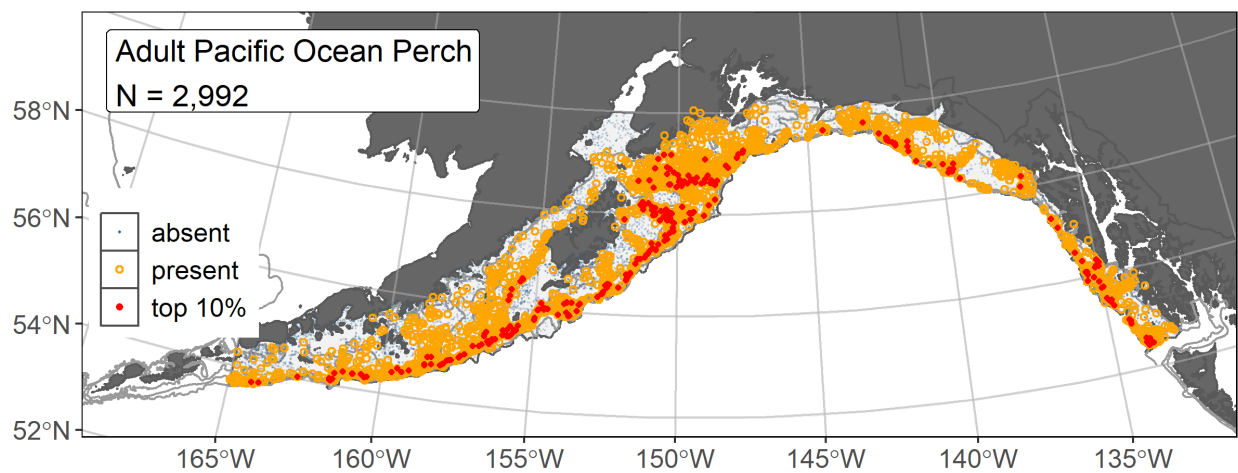 Adult Pacific Ocean Perch
N = 2,992
58°N
56°N
54°N
52°N
absent
present
top 10%
165°W
160°W
155°W
150°W
145°W
140°W
135°W